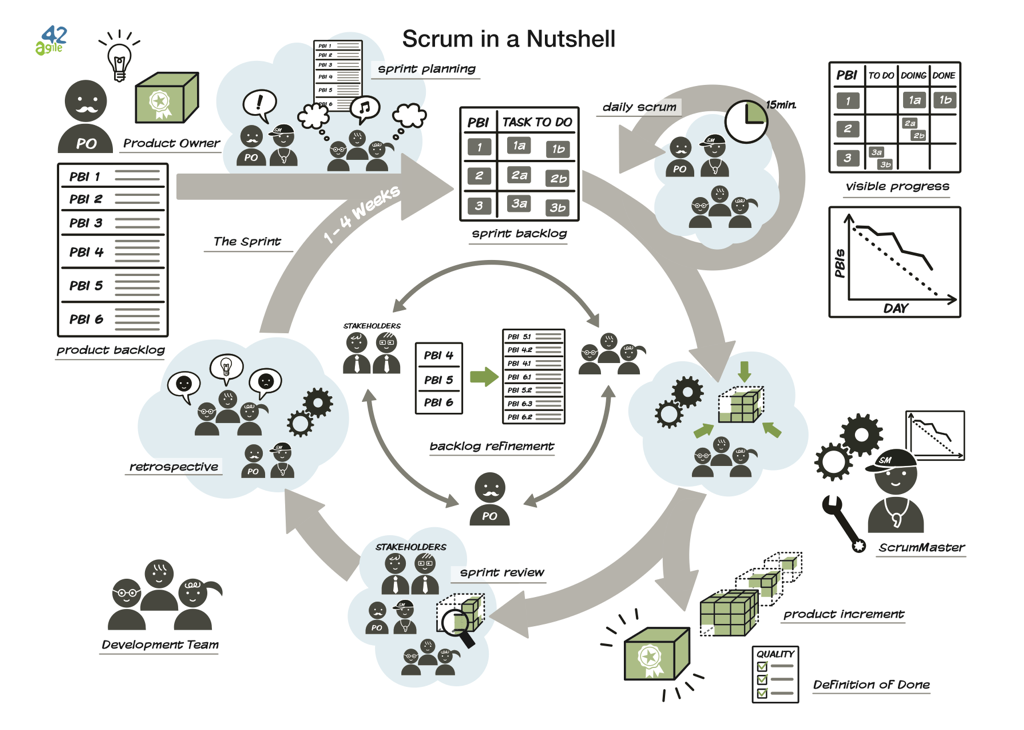 42
agile
Scrum in a Nutshell
PO
Product Owner
PBI 1
PBI 2
PBI 3
PBI 4
PBI 5
PBI 6
product backlog
PBI 1
PBI 2
PBI 3
PBI 4
PBI 5
PBI 6
sprint planning
!
PO
SM
The Sprint
1 - 4 Weeks
PBI TASK TO DO
1 1a 1b
2 2a 2b
3 3a 3b
sprint backlog
daily scrum
15min.
PO
SM
PBI TO DO DOING DONE
1 1a 1b
2 2a 2b
3 3a 3b
visible progress
PBIs
DAY
STAKEHOLDERS
PBI 4
PBI 5
PBI 6
PBI 5.1
PBI 4.2
PBI 4.1
PBI 6.1
PBI 5.2
PBI 6.3
PBI 6.2
backlog refinement
PO
retrospective
PO
SM
SM
ScrumMaster
STAKEHOLDERS
sprint review
PO
SM
Development Team
product increment
QUALITY
Definition of Done